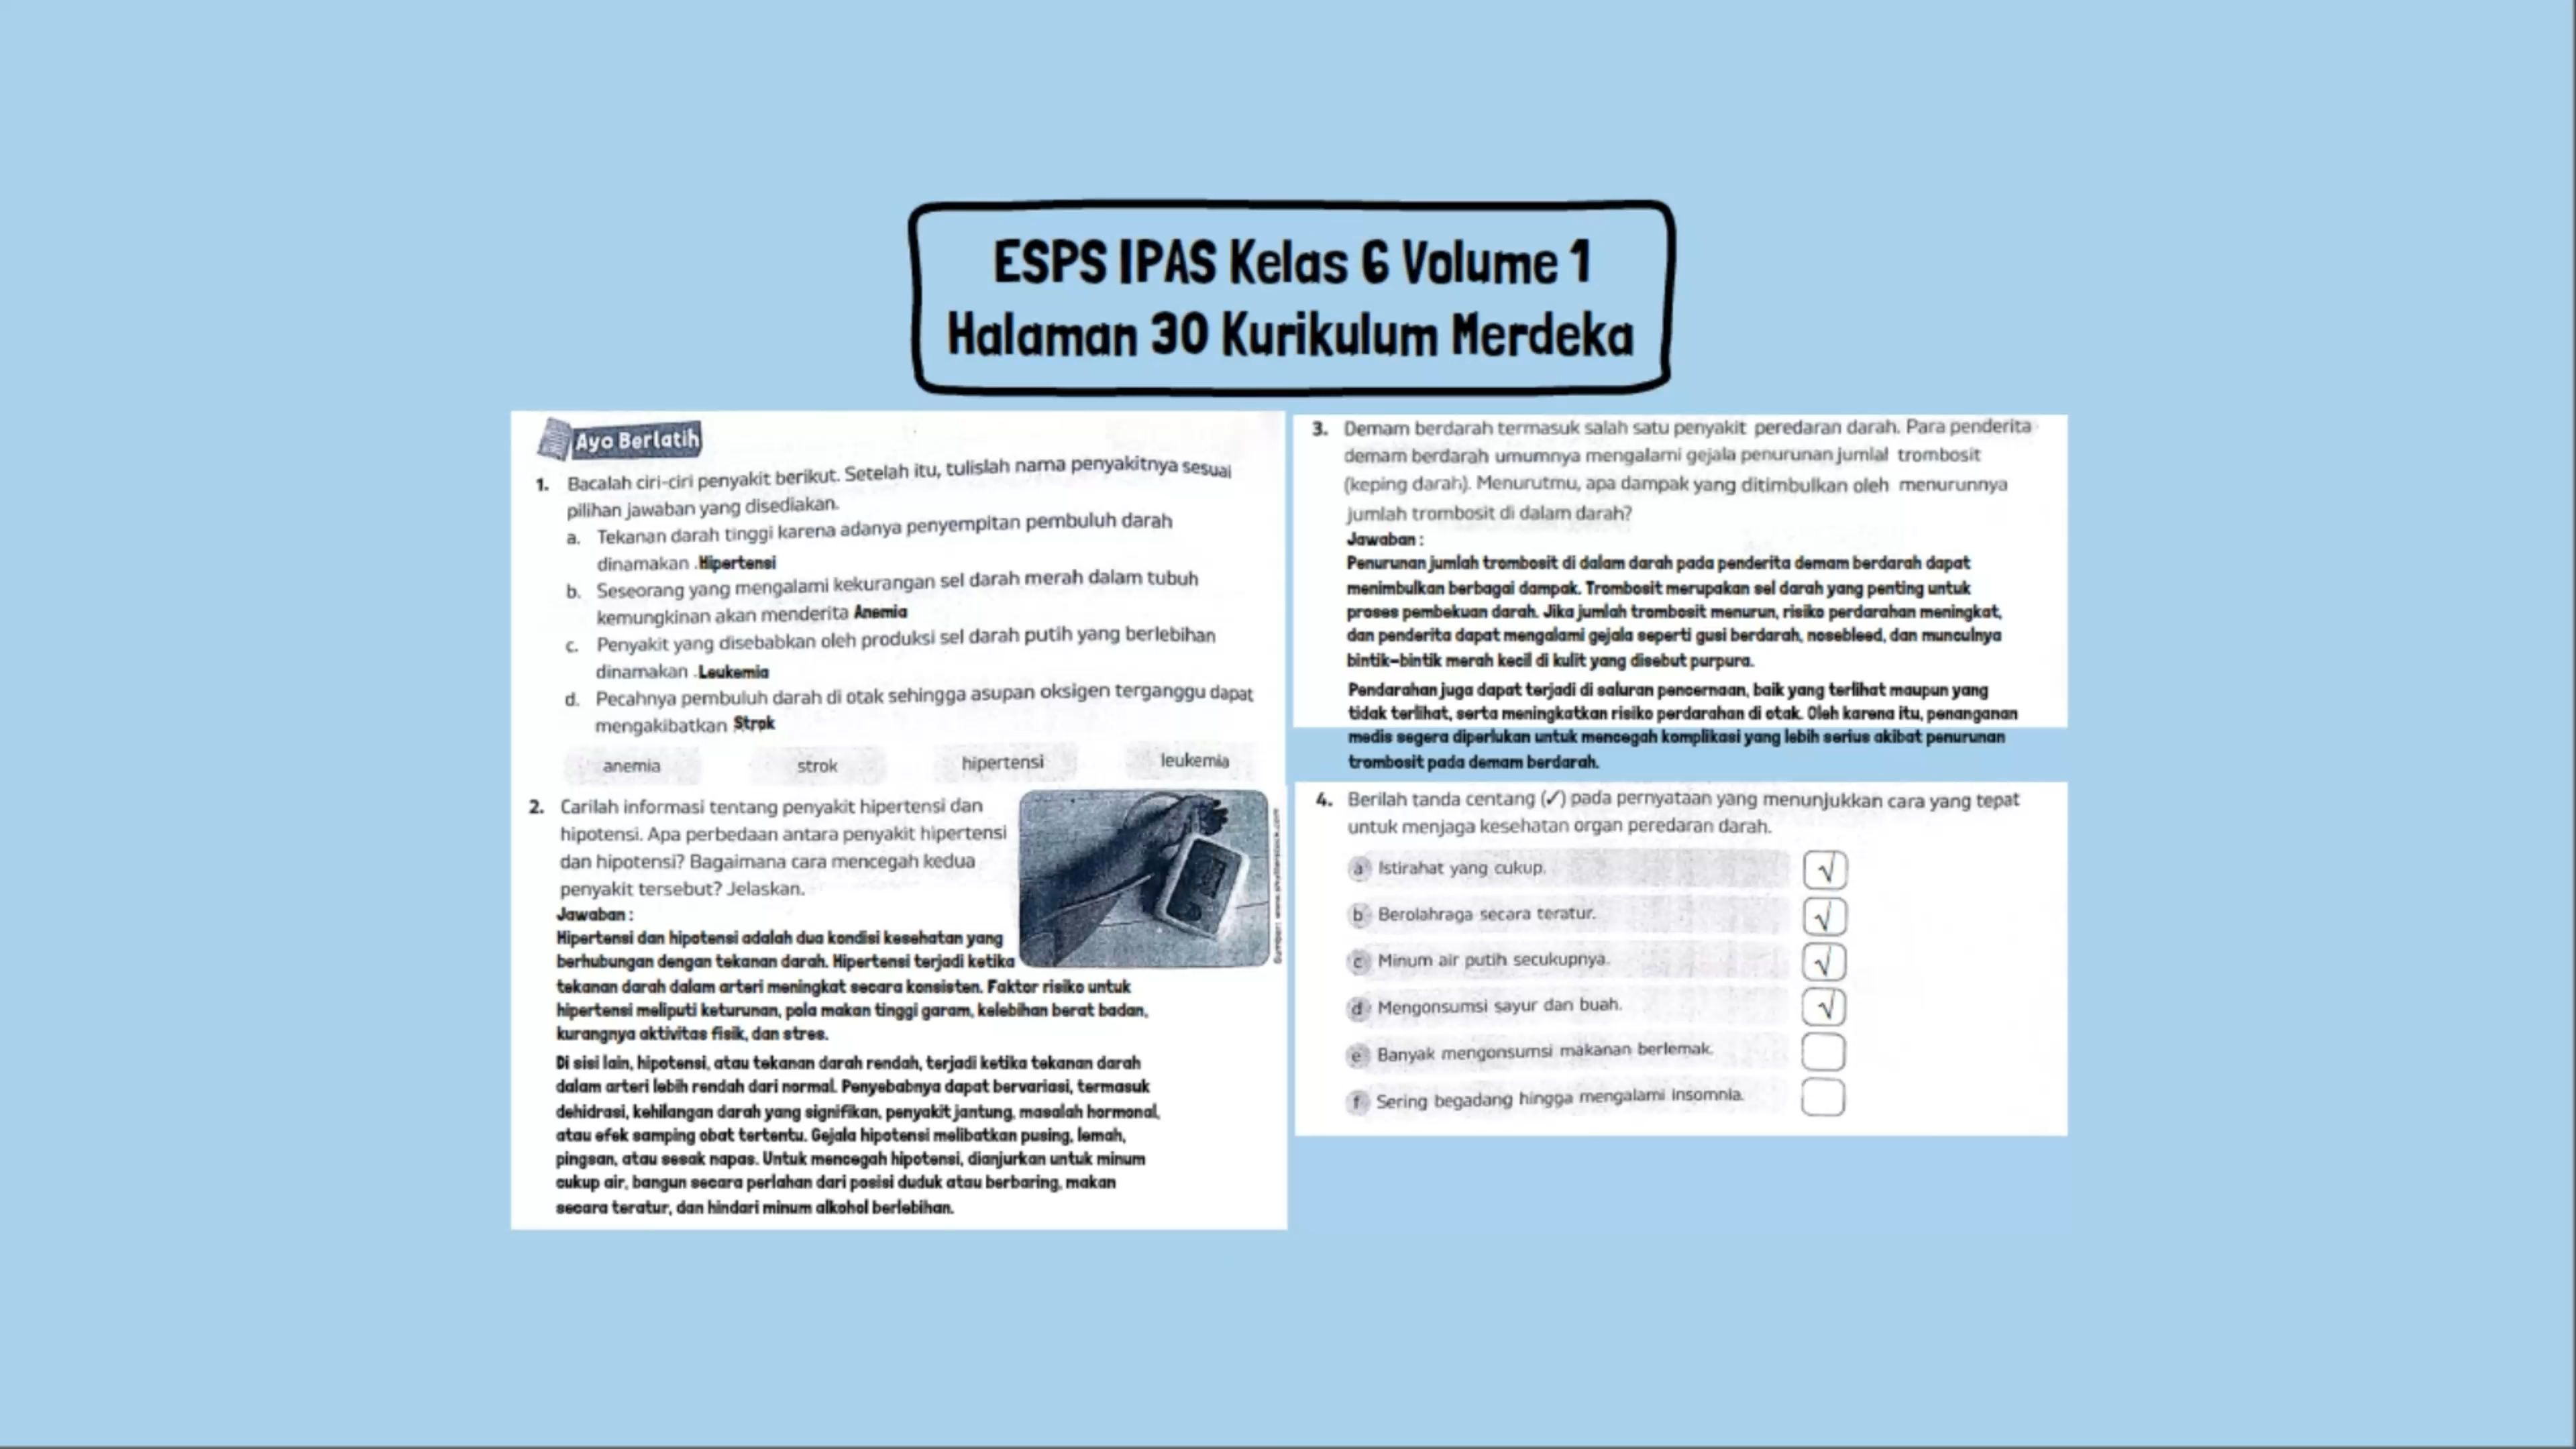 ESPS IPAS Kelas 6 Volume 1
Halaman 30 Kurikulum Merdeka
Ayo Berlatih
1. Bacalah ciri-ciri penyakit berikut. Setelah itu, tulislah nama penyakitnya sesuai
pilihan jawaban yang disediakan.
a. Tekanan darah tinggi karena adanya penyempitan pembuluh darah
dinamakan .Hipertensi
b. Seseorang yang mengalami kekurangan sel darah merah dalam tubuh
kemungkinan akan menderita Anemia
c. Penyakit yang disebabkan oleh produksi sel darah putih yang berlebihan
dinamakan .Leukemia
d. Pecahnya pembuluh darah di otak sehingga asupan oksigen terganggu dapat
mengakibatkan Strok
anemia strok hipertensi leukemia
2. Carilah informasi tentang penyakit hipertensi dan
hipotensi. Apa perbedaan antara penyakit hipertensi
dan hipotensi? Bagaimana cara mencegah kedua
penyakit tersebut? Jelaskan.
Sumber: www.shutterstock.com
Jawaban :
Hipertensi dan hipotensi adalah dua kondisi kesehatan yang
berhubungan dengan tekanan darah. Hipertensi terjadi ketika
tekanan darah dalam arteri meningkat secara konsisten. Faktor risiko untuk
hipertensi meliputi keturunan, pola makan tinggi garam, kelebihan berat badan,
kurangnya aktivitas fisik, dan stres.
Di sisi lain, hipotensi, atau tekanan darah rendah, terjadi ketika tekanan darah
dalam arteri lebih rendah dari normal. Penyebabnya dapat bervariasi, termasuk
dehidrasi, kehilangan darah yang signifikan, penyakit jantung, masalah hormonal,
atau efek samping obat tertentu. Gejala hipotensi melibatkan pusing, lemah,
pingsan, atau sesak napas. Untuk mencegah hipotensi, dianjurkan untuk minum
cukup air, bangun secara perlahan dari posisi duduk atau berbaring, makan
secara teratur, dan hindari minum alkohol berlebihan.
3. Demam berdarah termasuk salah satu penyakit peredaran darah. Para penderita
demam berdarah umumnya mengalami gejala penurunan jumlal trombosit
(keping darah). Menurutmu, apa dampak yang ditimbulkan oleh menurunnya
jumlah trombosit di dalam darah?
Jawaban :
Penurunan jumlah trombosit di dalam darah pada penderita demam berdarah dapat
menimbulkan berbagai dampak. Trombosit merupakan sel darah yang penting untuk
proses pembekuan darah. Jika jumlah trombosit menurun, risiko perdarahan meningkat,
dan penderita dapat mengalami gejala seperti gusi berdarah, nosebleed, dan munculnya
bintik-bintik merah kecil di kulit yang disebut purpura.
Pendarahan juga dapat terjadi di saluran pencernaan, baik yang terlihat maupun yang
tidak terlihat, serta meningkatkan risiko perdarahan di otak. Oleh karena itu, penanganan
medis segera diperlukan untuk mencegah komplikasi yang lebih serius akibat penurunan
trombosit pada demam berdarah.
4. Berilah tanda centang (✓) pada pernyataan yang menunjukkan cara yang tepat
untuk menjaga kesehatan organ peredaran darah.
a Istirahat yang cukup. √
b Berolahraga secara teratur. √
c Minum air putih secukupnya. √
d Mengonsumsi sayur dan buah. √
e Banyak mengonsumsi makanan berlemak.
f Sering begadang hingga mengalami insomnia.